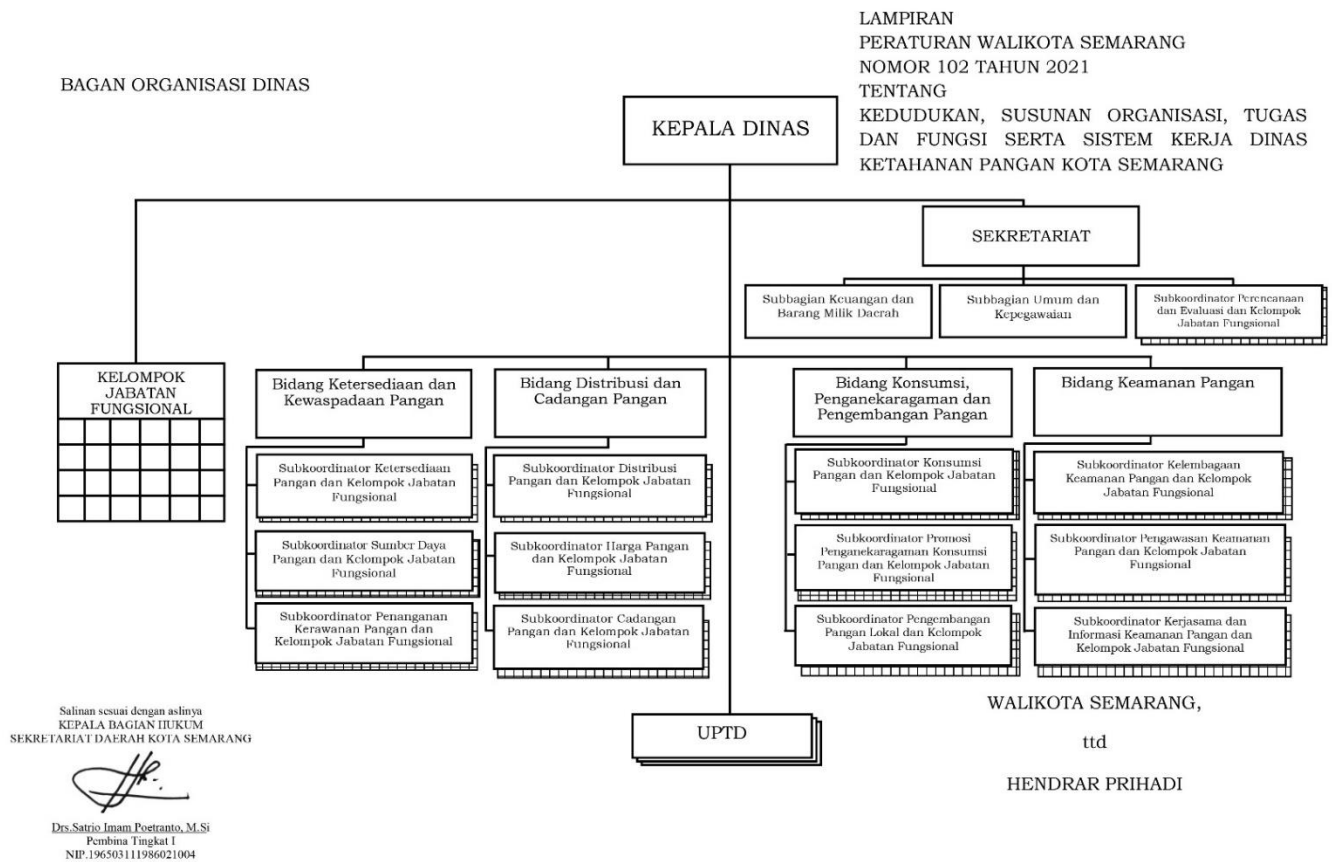 LAMPIRAN
PERATURAN WALIKOTA SEMARANG
NOMOR 102 TAHUN 2021
TENTANG
KEDUDUKAN, SUSUNAN ORGANISASI, TUGAS
DAN FUNGSI SERTA SISTEM KERJA DINAS
KETAHANAN PANGAN KOTA SEMARANG
BAGAN ORGANISASI DINAS
KEPALA DINAS
SEKRETARIAT
Subbagian Keuangan dan
Barang Milik Daerah
Subbagian Umum dan
Kepegawaian
Subkoordinator Perencanaan
dan Evaluasi dan Kelompok
Jabatan Fungsional
KELOMPOK
JABATAN
FUNGSIONAL
Bidang Ketersediaan dan
Kewaspadaan Pangan
Subkoordinator Ketersediaan
Pangan dan Kelompok Jabatan
Fungsional
Subkoordinator Sumber Daya
Pangan dan Kelompok Jabatan
Fungsional
Subkoordinator Penanganan
Kerawanan Pangan dan
Kelompok Jabatan Fungsional
Bidang Distribusi dan
Cadangan Pangan
Subkoordinator Distribusi
Pangan dan Kelompok Jabatan
Fungsional
Subkoordinator Harga Pangan
dan Kelompok Jabatan
Fungsional
Subkoordinator Cadangan
Pangan dan Kelompok Jabatan
Fungsional
Bidang Konsumsi,
Penganekaragaman dan
Pengembangan Pangan
Subkoordinator Konsumsi
Pangan dan Kelompok Jabatan
Fungsional
Subkoordinator Promosi
Penganekaragaman Konsumsi
Pangan dan Kelompok Jabatan
Fungsional
Subkoordinator Pengembangan
Pangan Lokal dan Kelompok
Jabatan Fungsional
Bidang Keamanan Pangan
Subkoordinator Kelembagaan
Keamanan Pangan dan Kelompok
Jabatan Fungsional
Subkoordinator Pengawasan Keamanan
Pangan dan Kelompok Jabatan
Fungsional
Subkoordinator Kerjasama dan
Informasi Keamanan Pangan dan
Kelompok Jabatan Fungsional
UPTD
WALIKOTA SEMARANG,
ttd
HENDRAR PRIHADI
Salinan sesuai dengan aslinya
KEPALA BAGIAN HUKUM
SEKRETARIAT DAERAH KOTA SEMARANG
Drs.Satrio Imam Poetranto, M.Si
Pembina Tingkat I
NIP.196503111986021004